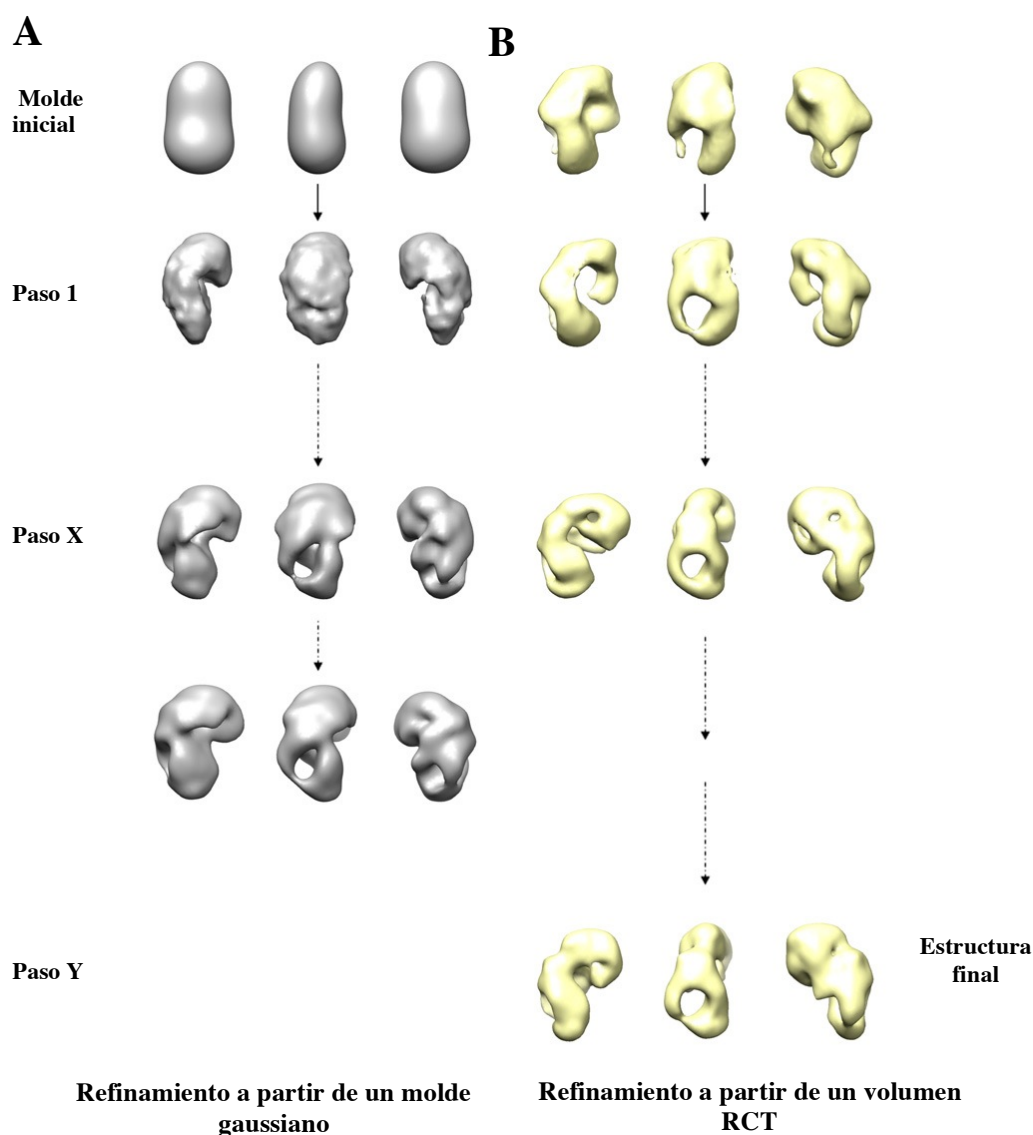 A
B
Molde
inicial
Paso 1
Paso X
Paso Y
Estructura
final
Refinamiento a partir de un molde
gaussiano
Refinamiento a partir de un volumen
RCT